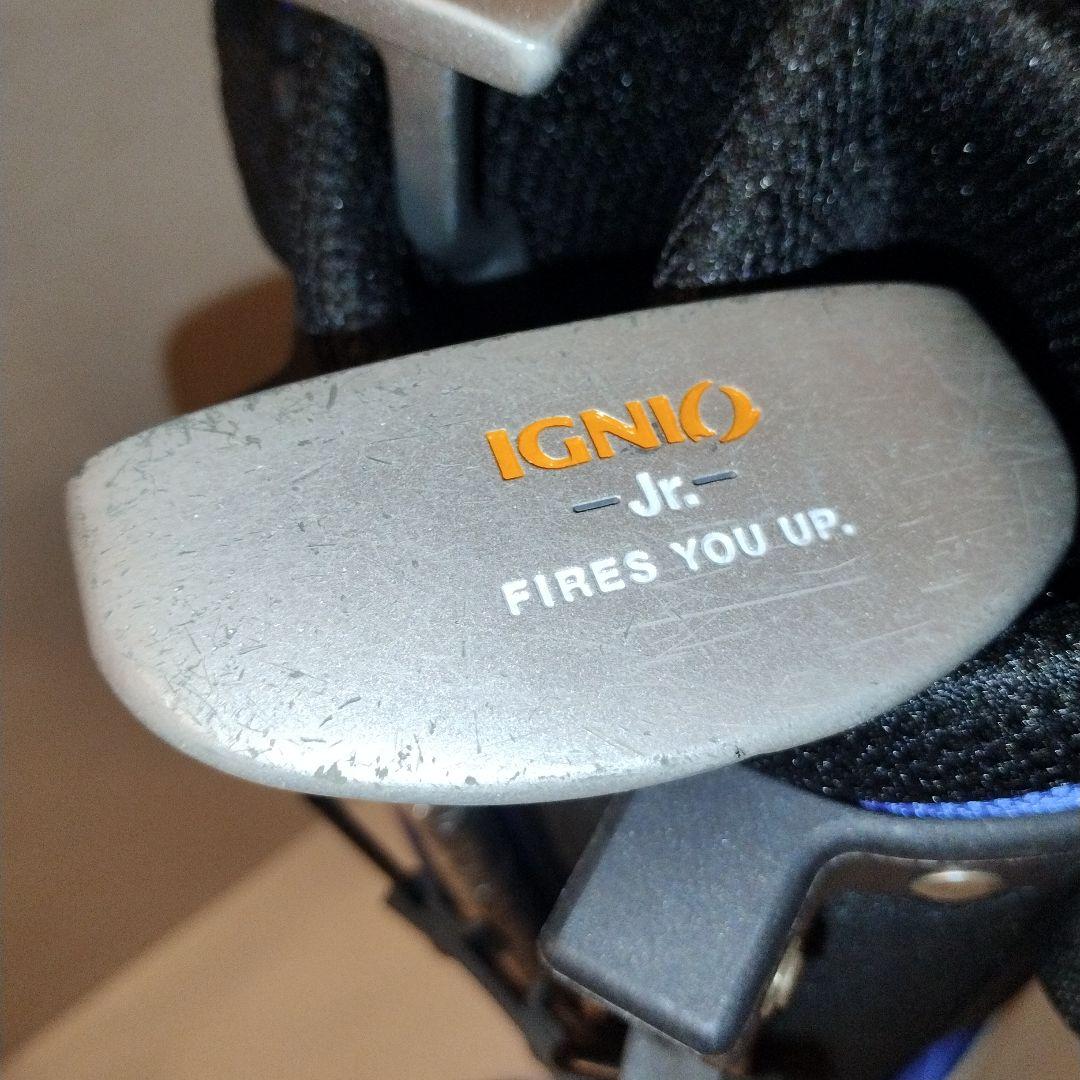 IGNIO
-Jr.-
FIRES YOU UP.